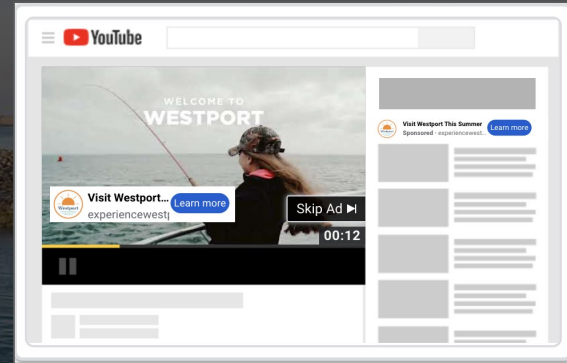 YouTube
WELCOME TO
WESTPORT
Visit Westport...
Learn more
experiencewest
Westport
Skip Ad
00:12
Visit Westport This Summer
Sponsored · experiencewest...
Learn more